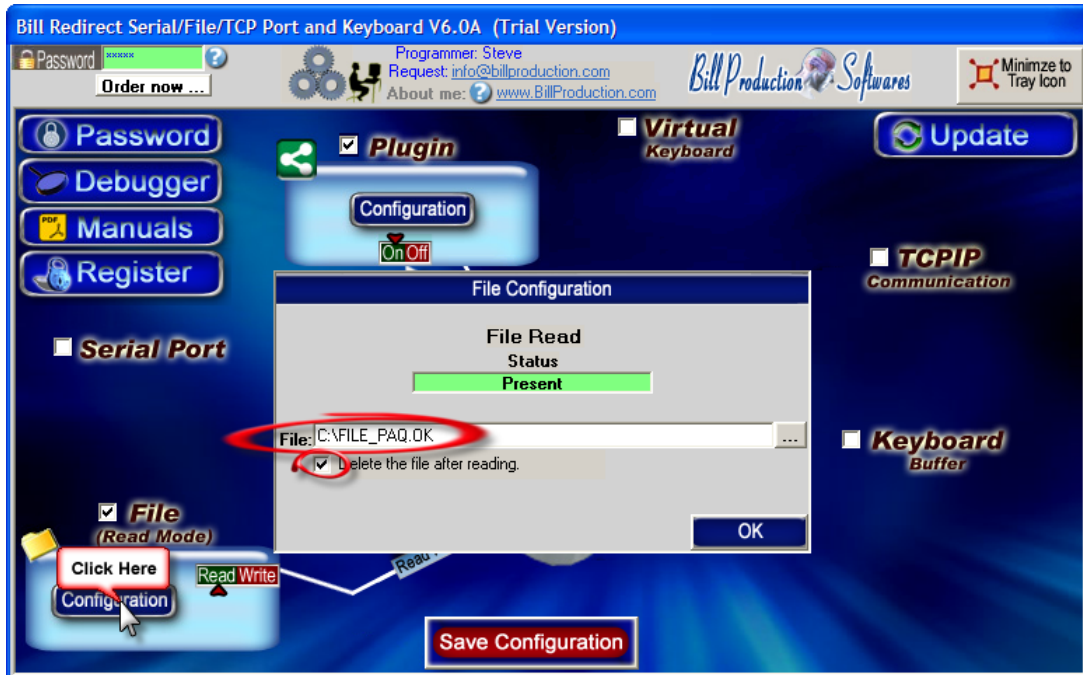 Bill Redirect Serial/File/TCP Port and Keyboard V6.0A (Trial Version)
Password ***** ?
Order now ...
Programmer: Steve
Request: info@billproduction.com
About me: ? www.BillProduction.com
Bill Production Softwares
Minimze to
Tray Icon
Password
Debugger
PDF Manuals
Register
Plugin
Configuration
On Off
Virtual
Keyboard
Update
TCPIP
Communication
Serial Port
File Configuration
File Read
Status
Present
File: C:\FILE_PAQ.OK ...
Delete the file after reading.
OK
Keyboard
Buffer
File
(Read Mode)
Click Here
Read Write
Configuration
Read
Save Configuration